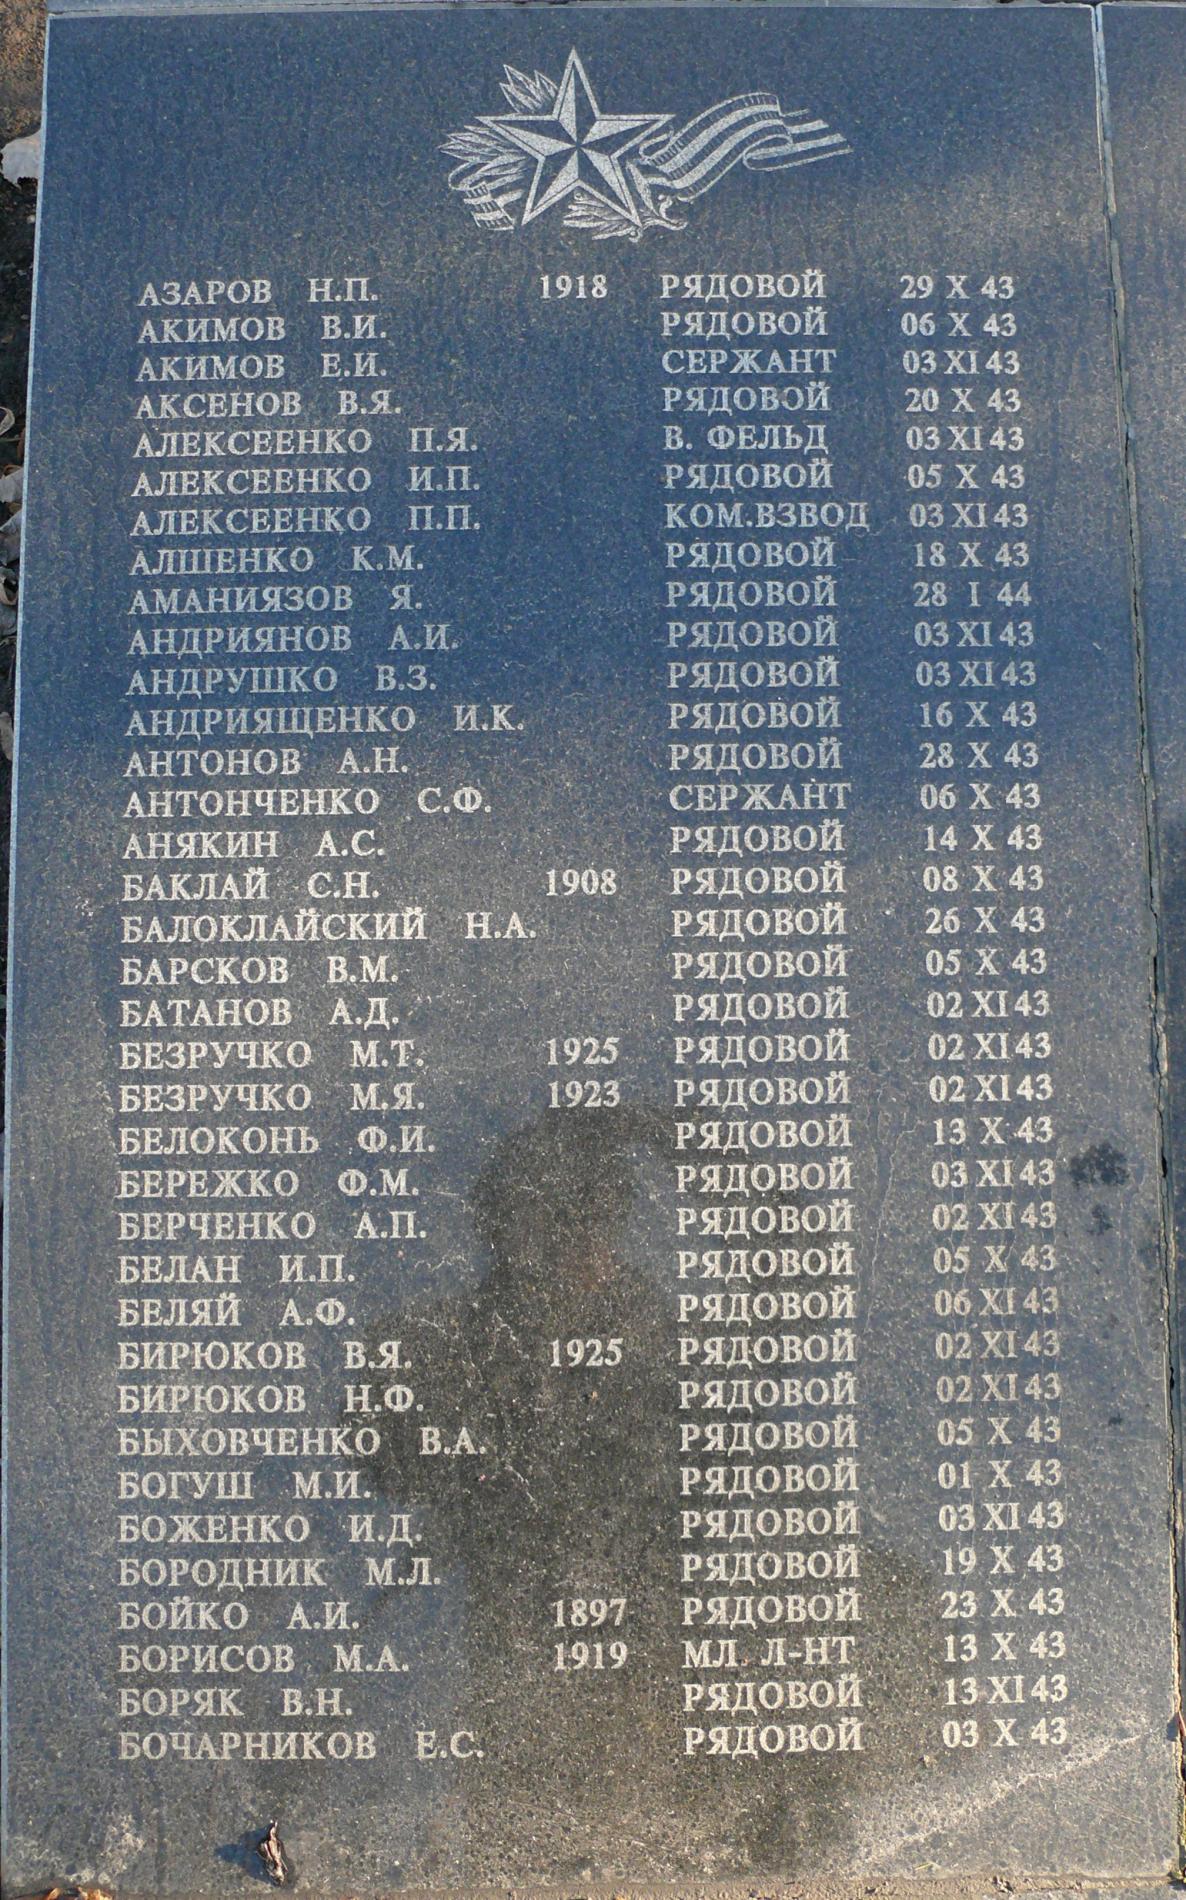 АЗАРОВ Н.П. 1918 РЯДОВОЙ 29 X 43
АКИМОВ В.И. РЯДОВОЙ 06 X 43
АКИМОВ Е.И. СЕРЖАНТ 03 XI 43
АКСЕНОВ В.Я. РЯДОВОЙ 20 X 43
АЛЕКСЕЕНКО П.Я. В. ФЕЛЬД 03 XI 43
АЛЕКСЕЕНКО И.П. РЯДОВОЙ 05 X 43
АЛЕКСЕЕНКО П.П. КОМ.ВЗВОД 03 XI 43
АЛШЕНКО К.М. РЯДОВОЙ 18 X 43
АМАНИЯЗОВ Я. РЯДОВОЙ 28 I 44
АНДРИЯНОВ А.И. РЯДОВОЙ 03 XI 43
АНДРУШКО В.З. РЯДОВОЙ 03 XI 43
АНДРИЯЩЕНКО И.К. РЯДОВОЙ 16 X 43
АНТОНОВ А.Н. РЯДОВОЙ 28 X 43
АНТОНЧЕНКО С.Ф. СЕРЖАНТ 06 X 43
АНЯКИН А.С. РЯДОВОЙ 14 X 43
БАКЛАЙ С.Н. 1908 РЯДОВОЙ 08 X 43
БАЛОКЛАЙСКИЙ Н.А. РЯДОВОЙ 26 X 43
БАРСКОВ В.М. РЯДОВОЙ 05 X 43
БАТАНОВ А.Д. РЯДОВОЙ 02 XI 43
БЕЗРУЧКО М.Т. 1925 РЯДОВОЙ 02 XI 43
БЕЗРУЧКО М.Я. 1923 РЯДОВОЙ 02 XI 43
БЕЛОКОНЬ Ф.И. РЯДОВОЙ 13 X 43
БЕРЕЖКО Ф.М. РЯДОВОЙ 03 XI 43
БЕРЧЕНКО А.П. РЯДОВОЙ 02 XI 43
БЕЛАН И.П. РЯДОВОЙ 05 X 43
БЕЛЯЙ А.Ф. РЯДОВОЙ 06 XI 43
БИРЮКОВ В.Я. 1925 РЯДОВОЙ 02 XI 43
БИРЮКОВ Н.Ф. РЯДОВОЙ 02 XI 43
БЫХОВЧЕНКО В.А. РЯДОВОЙ 05 X 43
БОГУШ М.И. РЯДОВОЙ 01 X 43
БОЖЕНКО И.Д. РЯДОВОЙ 03 XI 43
БОРОДНИК М.Л. РЯДОВОЙ 19 X 43
БОЙКО А.И. 1897 РЯДОВОЙ 23 X 43
БОРИСОВ М.А. 1919 МЛ. Л-НТ 13 X 43
БОРЯК В.Н. РЯДОВОЙ 13 XI 43
БОЧАРНИКОВ Е.С. РЯДОВОЙ 03 X 43